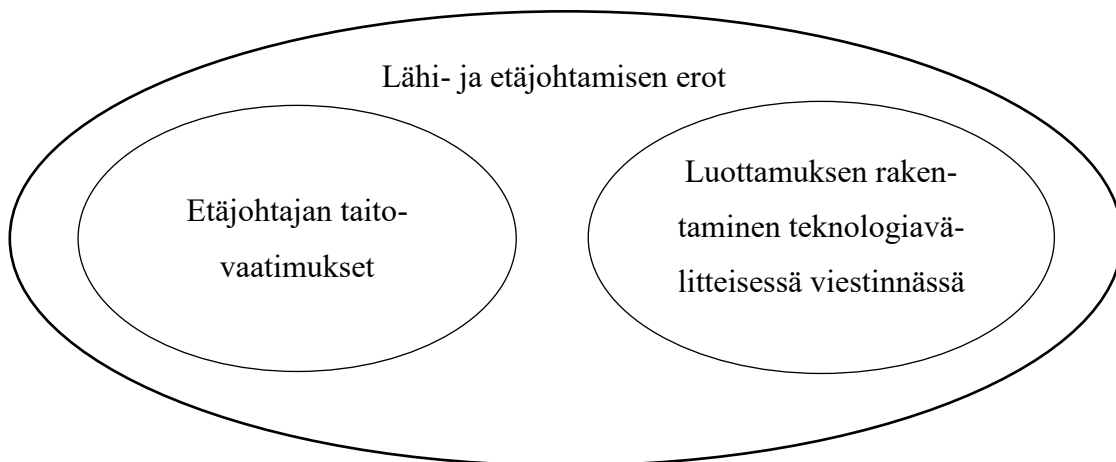 Lähi- ja etäjohtamisen erot
Etäjohtajan taito-
vaatimukset
Luottamuksen raken-
taminen teknologiavä-
litteisessä viestinnässä